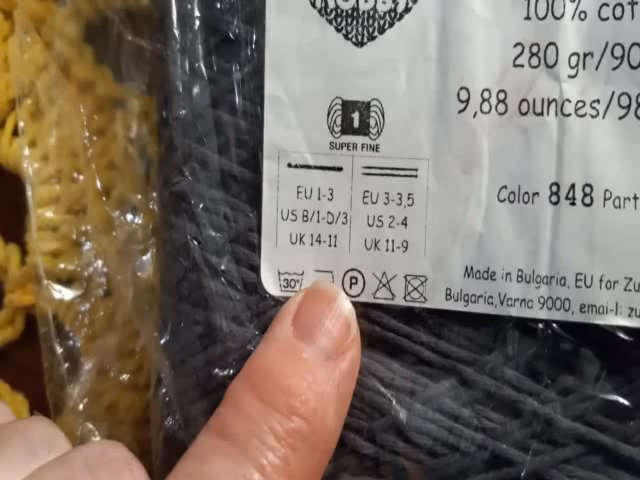 100% cot
280 gr/90
9,88 ounces/98
1
SUPER FINE
EU 1-3
US B/1-D/3
UK 14-11
EU 3-3,5
US 2-4
UK 11-9
Color 848 Part
30°
P
Made in Bulgaria, EU for Zu
Bulgaria,Varna 9000, emai-l: zu